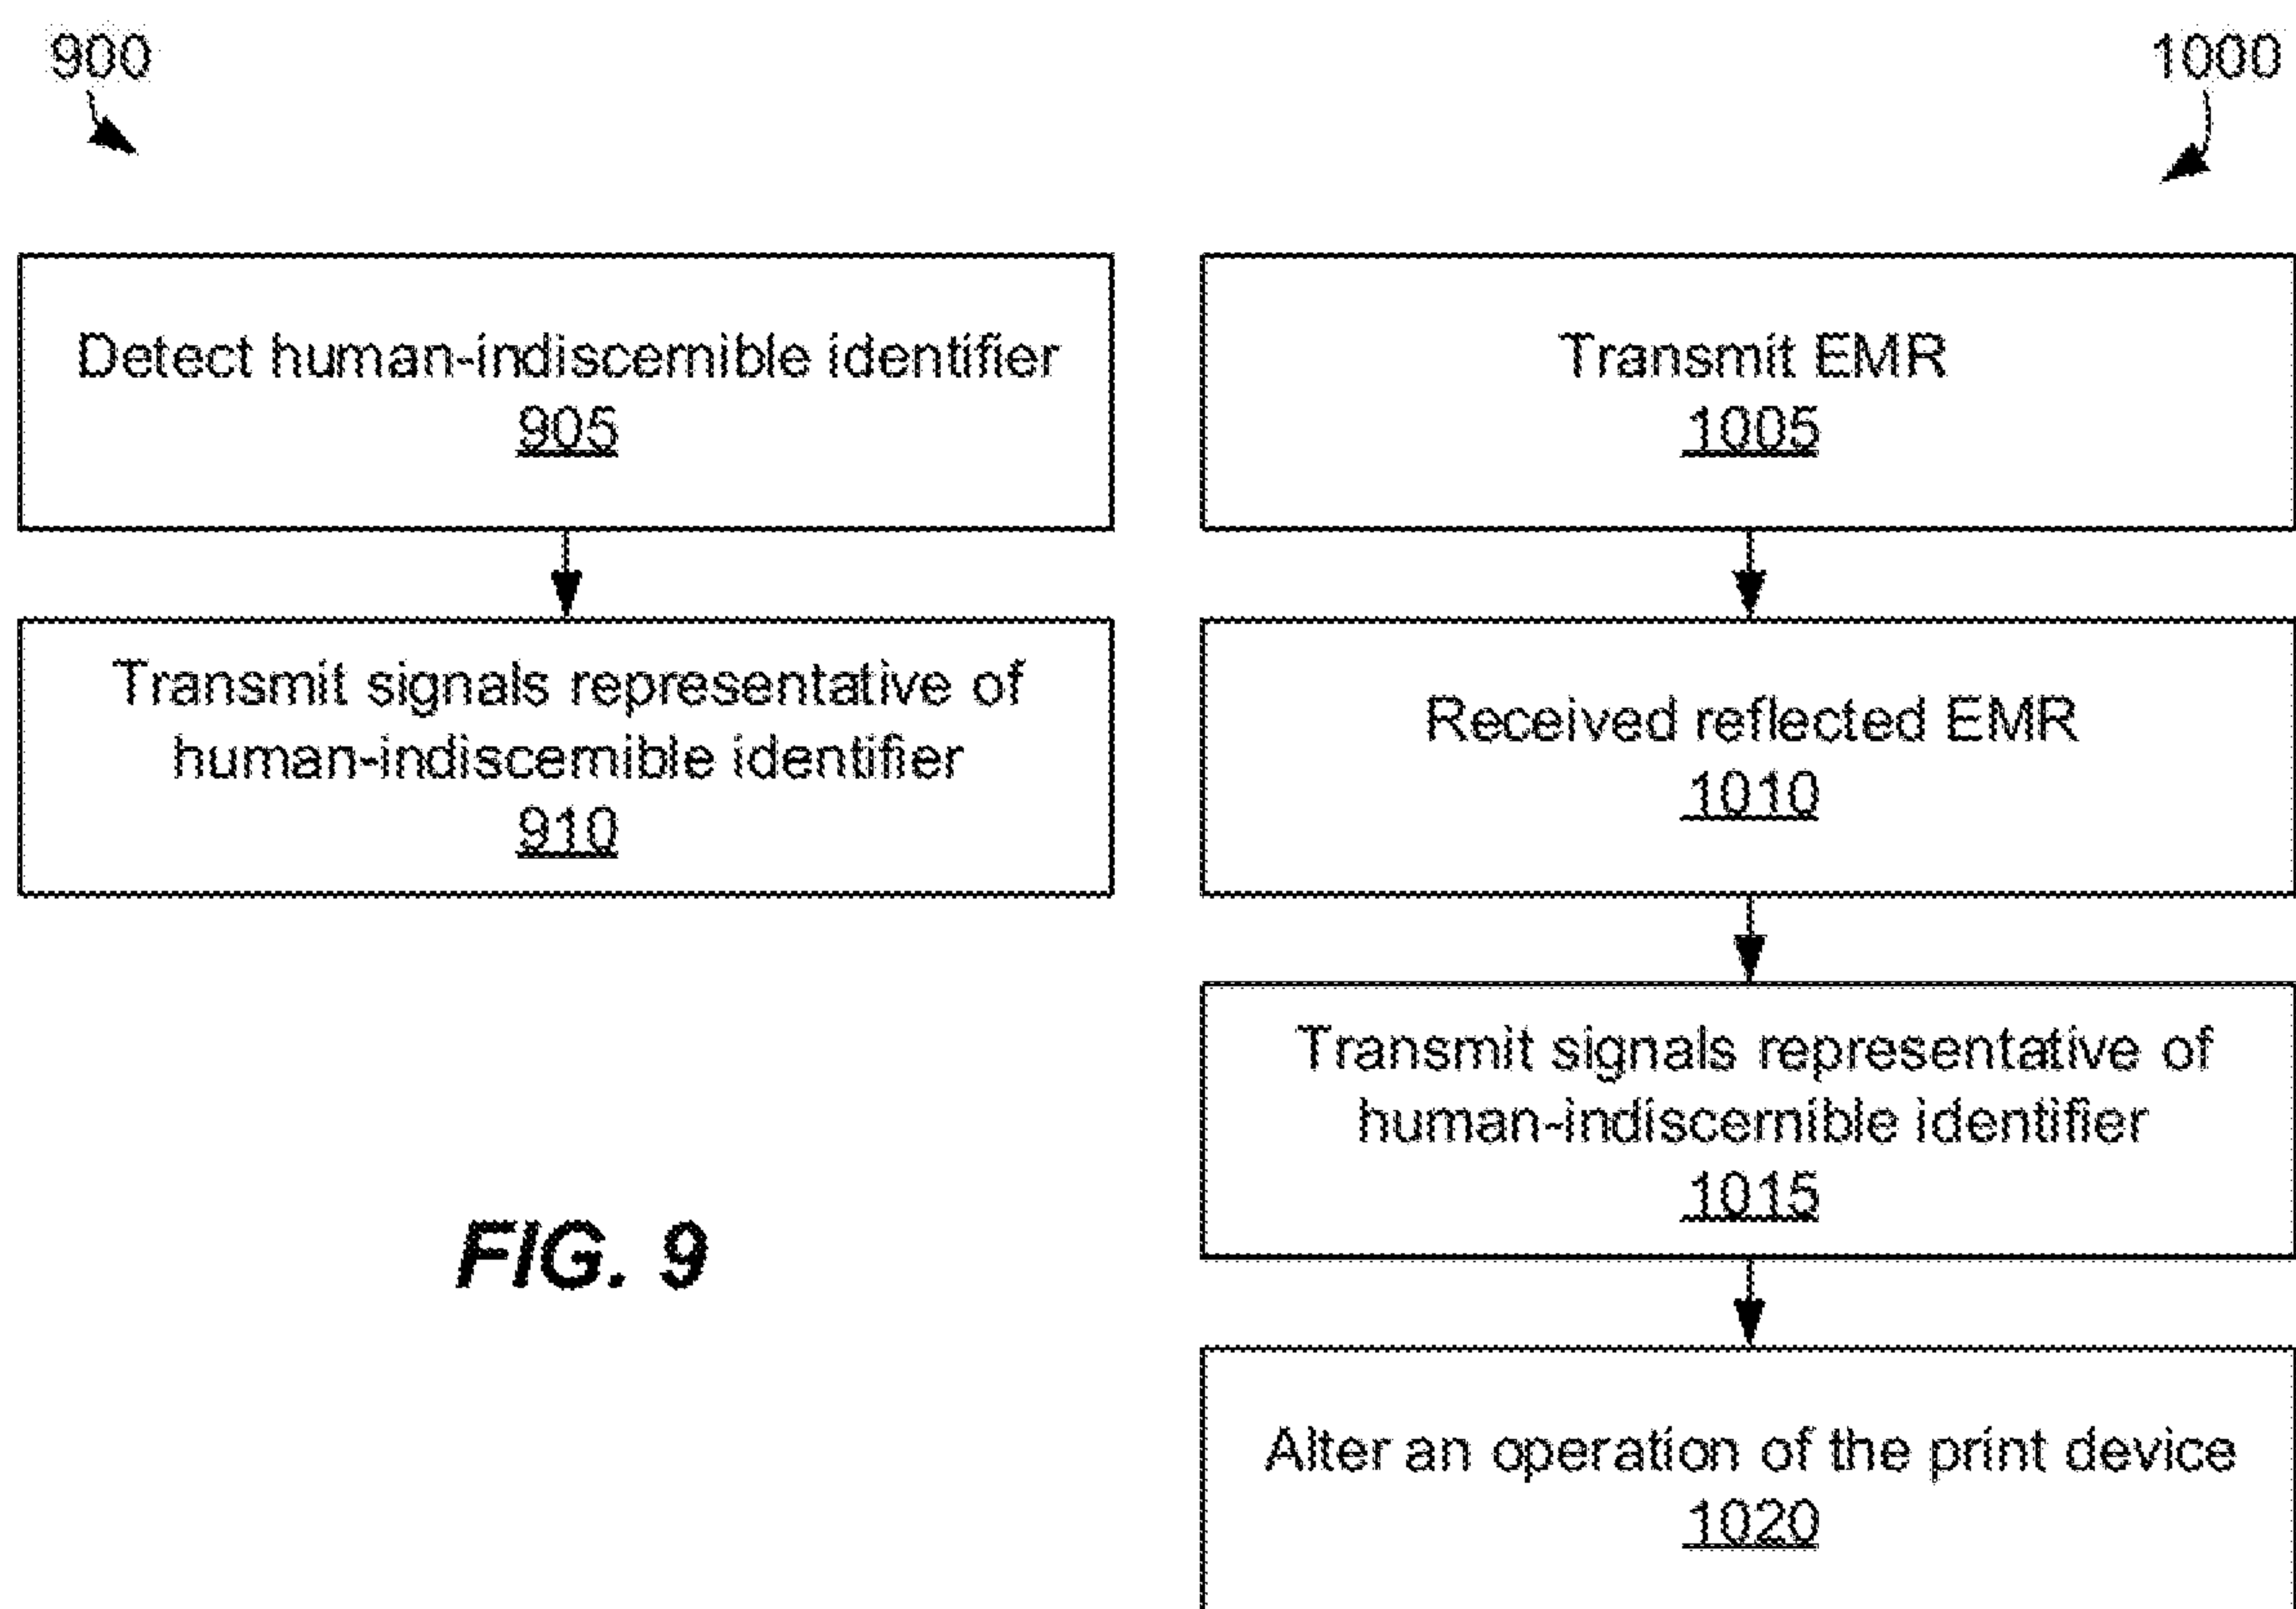 900
Detect human-indiscernible identifier
905
Transmit signals representative of
human-indiscernible identifier
910
FIG. 9
1000
Transmit EMR
1005
Received reflected EMR
1010
Transmit signals representative of
human-indiscernible identifier
1015
Alter an operation of the print device
1020